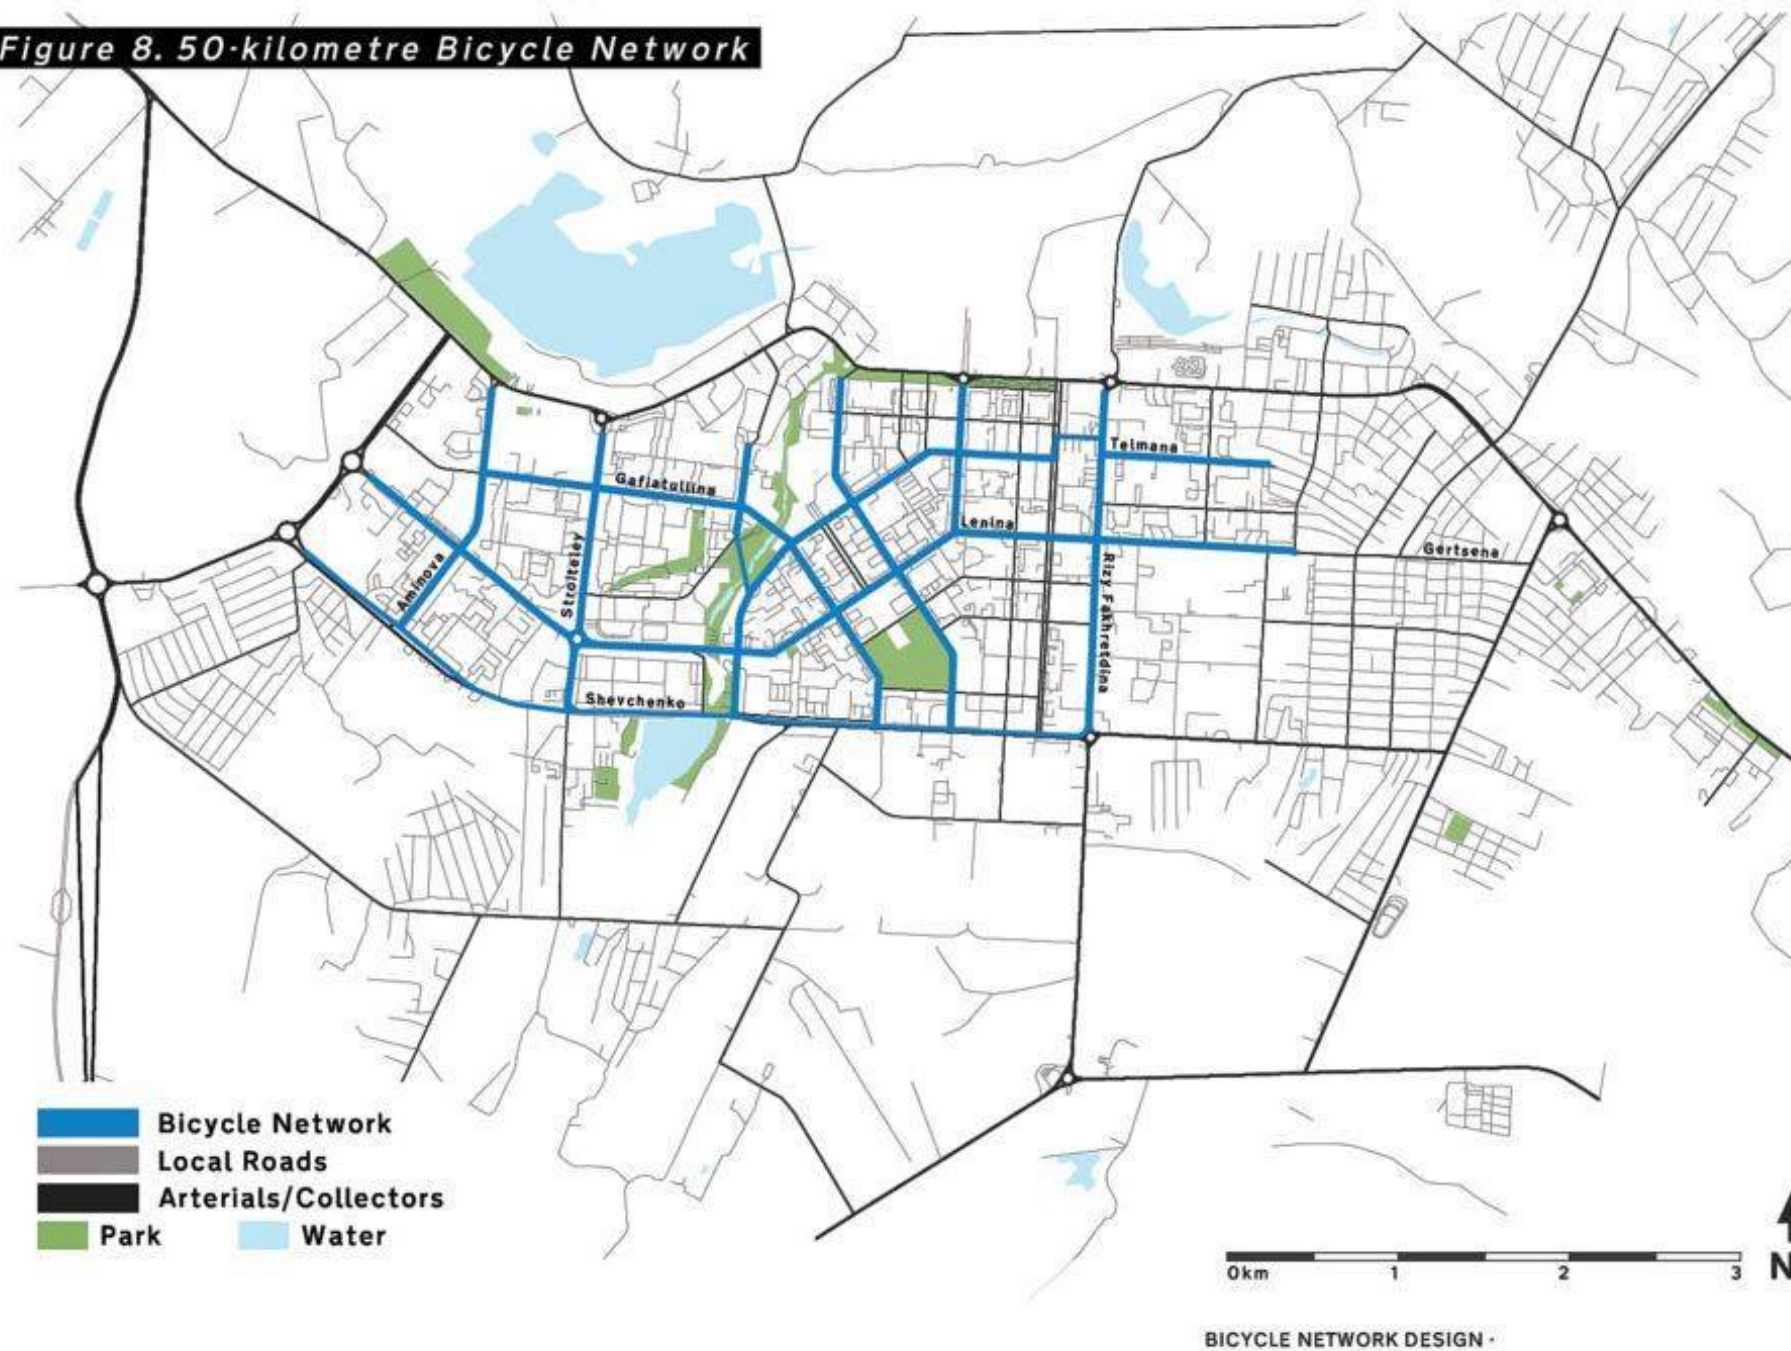 Figure 8. 50-kilometre Bicycle Network
Telmana
Gafiatullina
Lenina
Gertsena
Aminova
Stroiteley
Rizy Fakhretdina
Shevchenko
Bicycle Network
Local Roads
Arterials/Collectors
Park Water
0km 1 2 3 N
BICYCLE NETWORK DESIGN ·